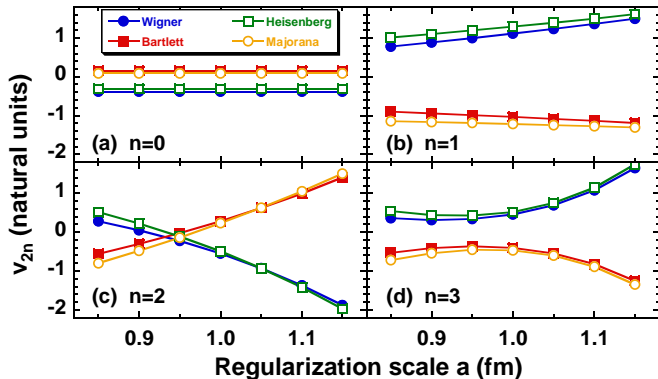 Wigner
Heisenberg
Bartlett
Majorana
1
0
-1
-2
(a) n=0
(b) n=1
v2n (natural units)
1
0
-1
-2
(c) n=2
(d) n=3
0.9 1.0 1.1 0.9 1.0 1.1
Regularization scale a (fm)